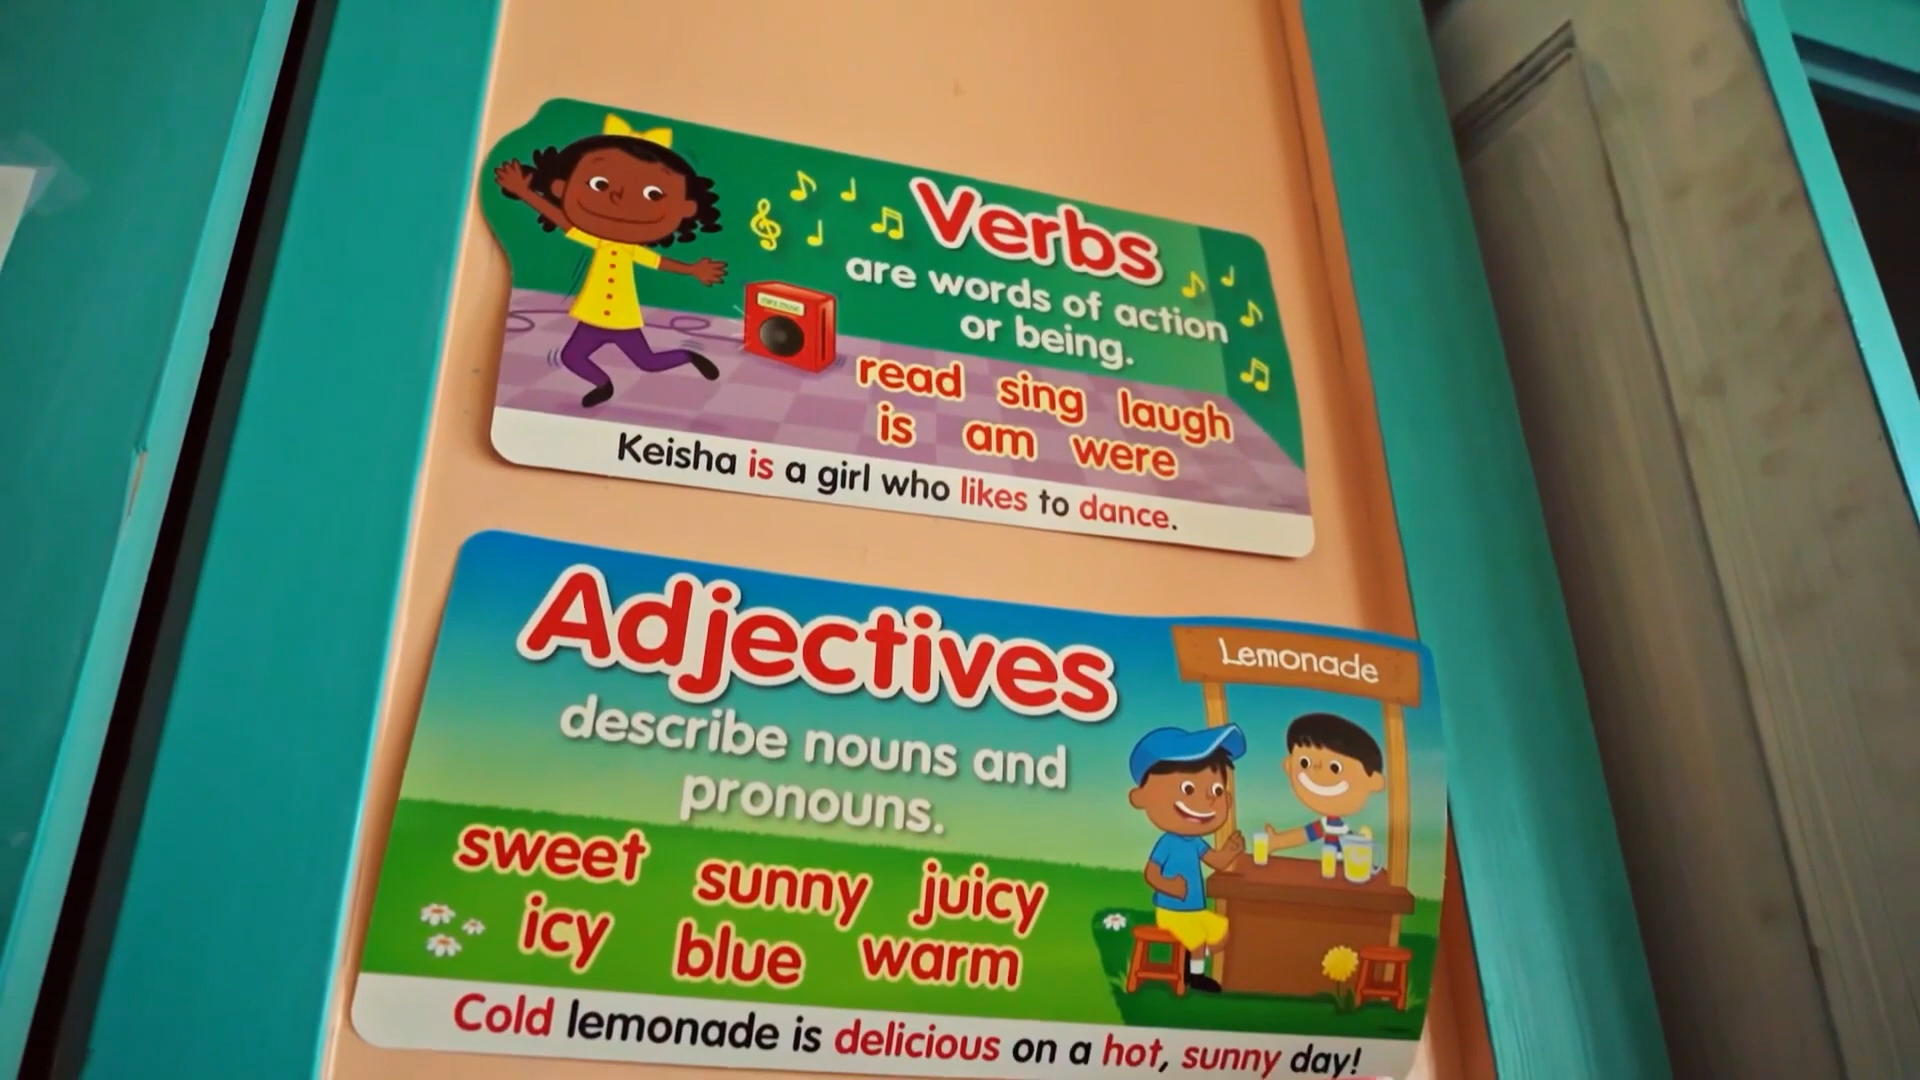 Verbs
are words of action
or being.
read sing laugh
is am were
Keisha is a girl who likes to dance.
Adjectives
describe nouns and
pronouns.
sweet sunny juicy
icy blue warm
Cold lemonade is delicious on a hot, sunny day!
Lemonade